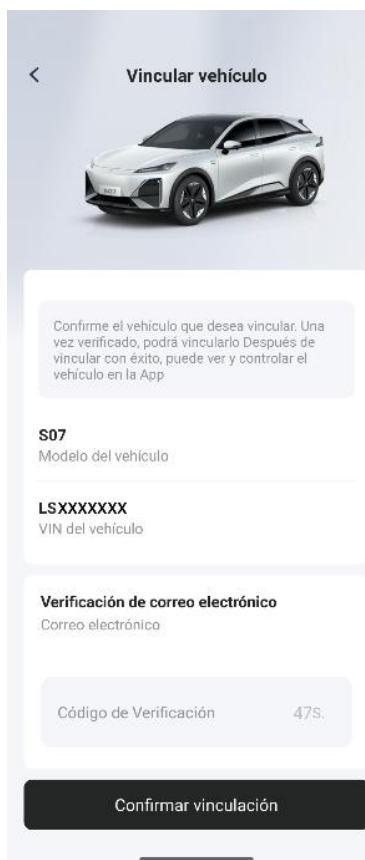 Vincular vehículo
S07
Confirme el vehículo que desea vincular. Una
vez verificado, podrá vincularlo Después de
vincular con éxito, puede ver y controlar el
vehículo en la App
S07
Modelo del vehículo
LSXXXXXXX
VIN del vehículo
Verificación de correo electrónico
Correo electrónico
Código de Verificación 47S.
Confirmar vinculación